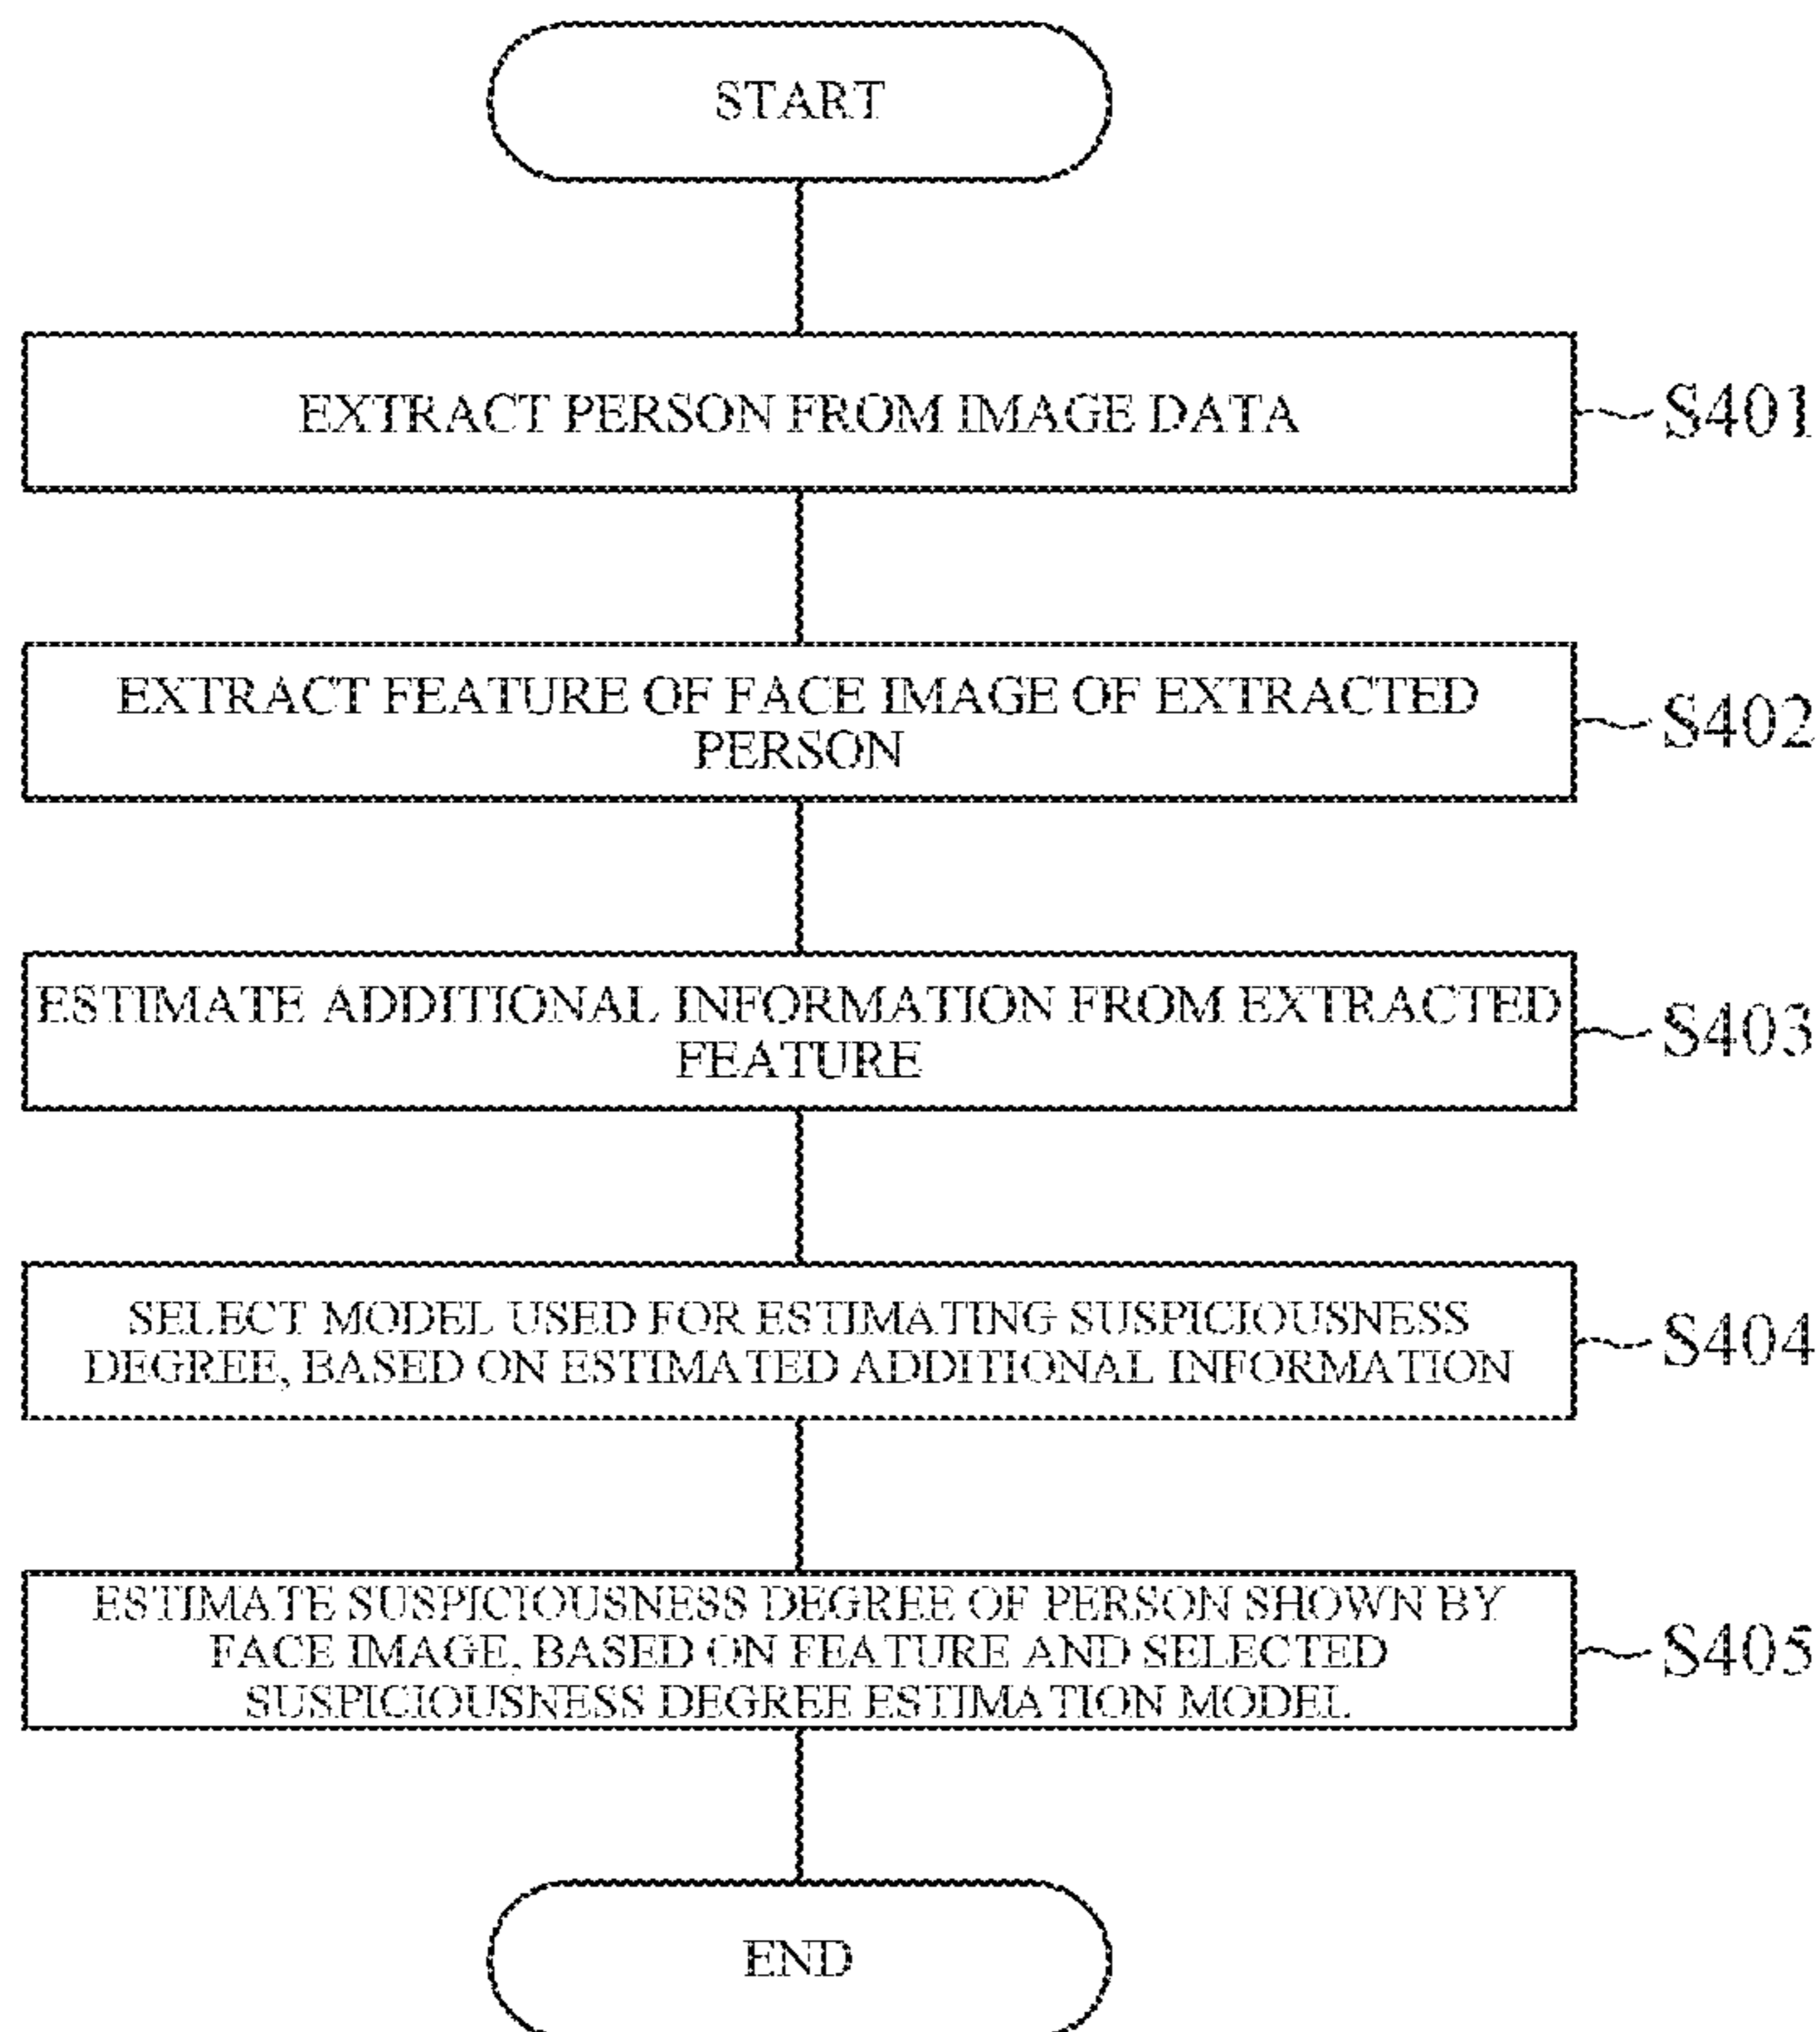 START
EXTRACT PERSON FROM IMAGE DATA
S401
EXTRACT FEATURE OF FACE IMAGE OF EXTRACTED
PERSON
S402
ESTIMATE ADDITIONAL INFORMATION FROM EXTRACTED
FEATURE
S403
SELECT MODEL USED FOR ESTIMATING SUSPICIOUSNESS
DEGREE, BASED ON ESTIMATED ADDITIONAL INFORMATION
S404
ESTIMATE SUSPICIOUSNESS DEGREE OF PERSON SHOWN BY
FACE IMAGE, BASED ON FEATURE AND SELECTED
SUSPICIOUSNESS DEGREE ESTIMATION MODEL
S405
END